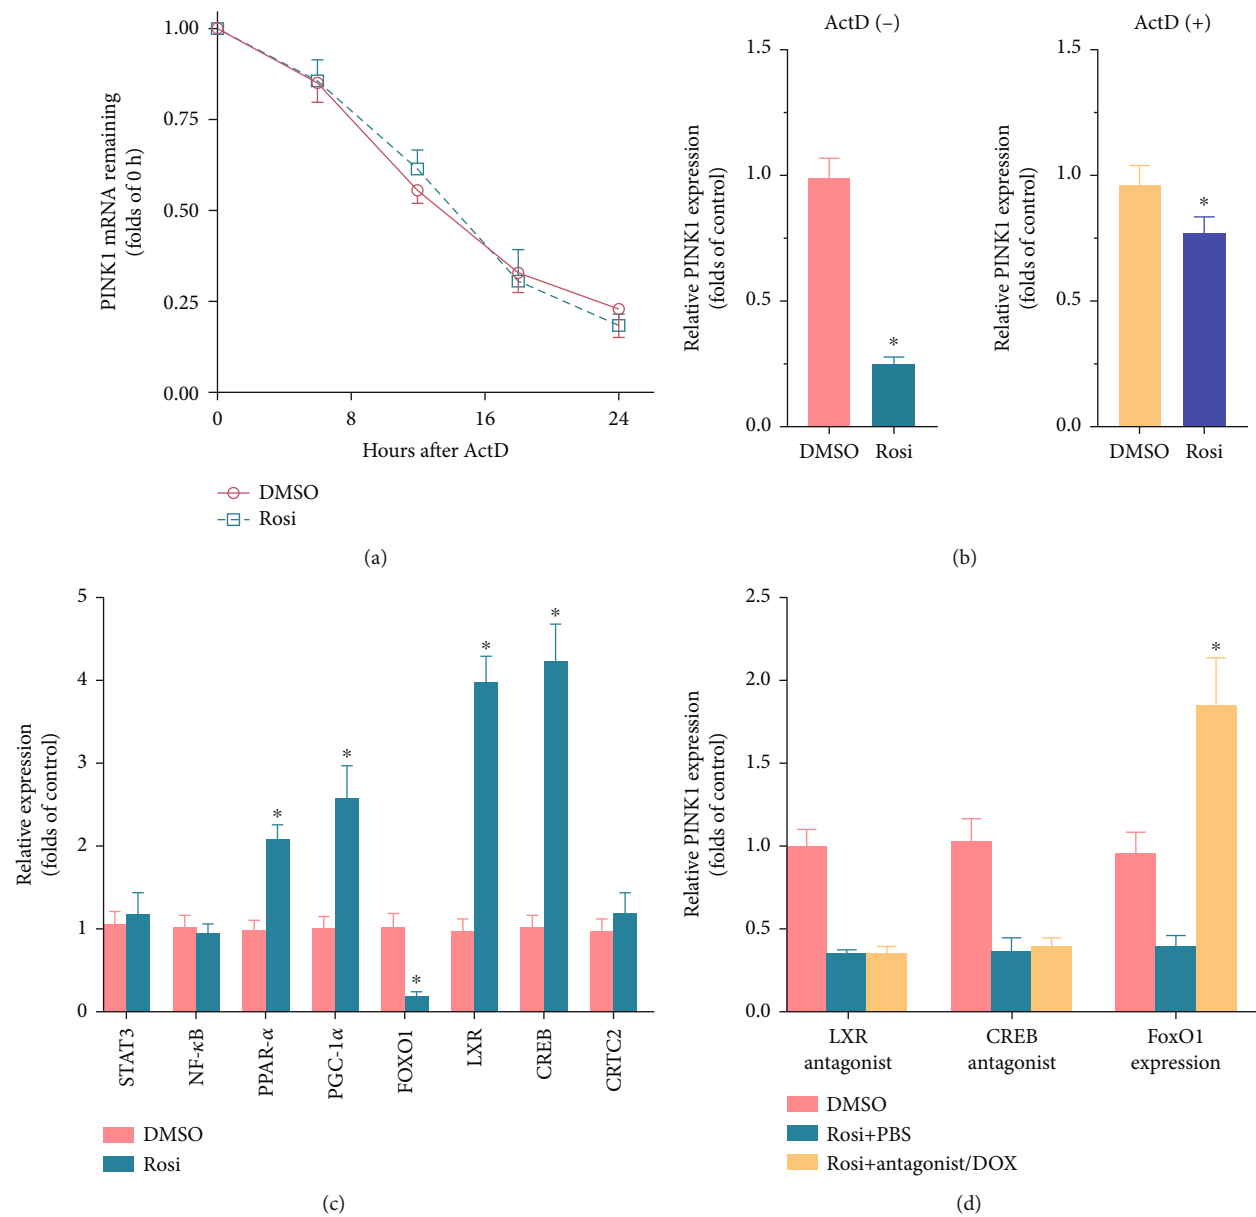 PINK1 mRNA remaining
(folds of 0 h)
1.00
0.75
0.50
0.25
0.00
0
8
16
24
Hours after ActD
DMSO
Rosi
(a)
ActD (–)
Relative PINK1 expression
(folds of control)
1.5
1.0
0.5
0.0
*
DMSO
Rosi
ActD (+)
Relative PINK1 expression
(folds of control)
1.5
1.0
0.5
0.0
*
DMSO
Rosi
(b)
Relative expression
(folds of control)
5
4
3
2
1
0
*
*
*
*
*
STAT3
NF-κB
PPAR-α
PGC-1α
FOXO1
LXR
CREB
CRTC2
DMSO
Rosi
(c)
Relative PINK1 expression
(folds of control)
2.5
2.0
1.5
1.0
0.5
0.0
*
LXR
antagonist
CREB
antagonist
FoxO1
expression
DMSO
Rosi+PBS
Rosi+antagonist/DOX
(d)